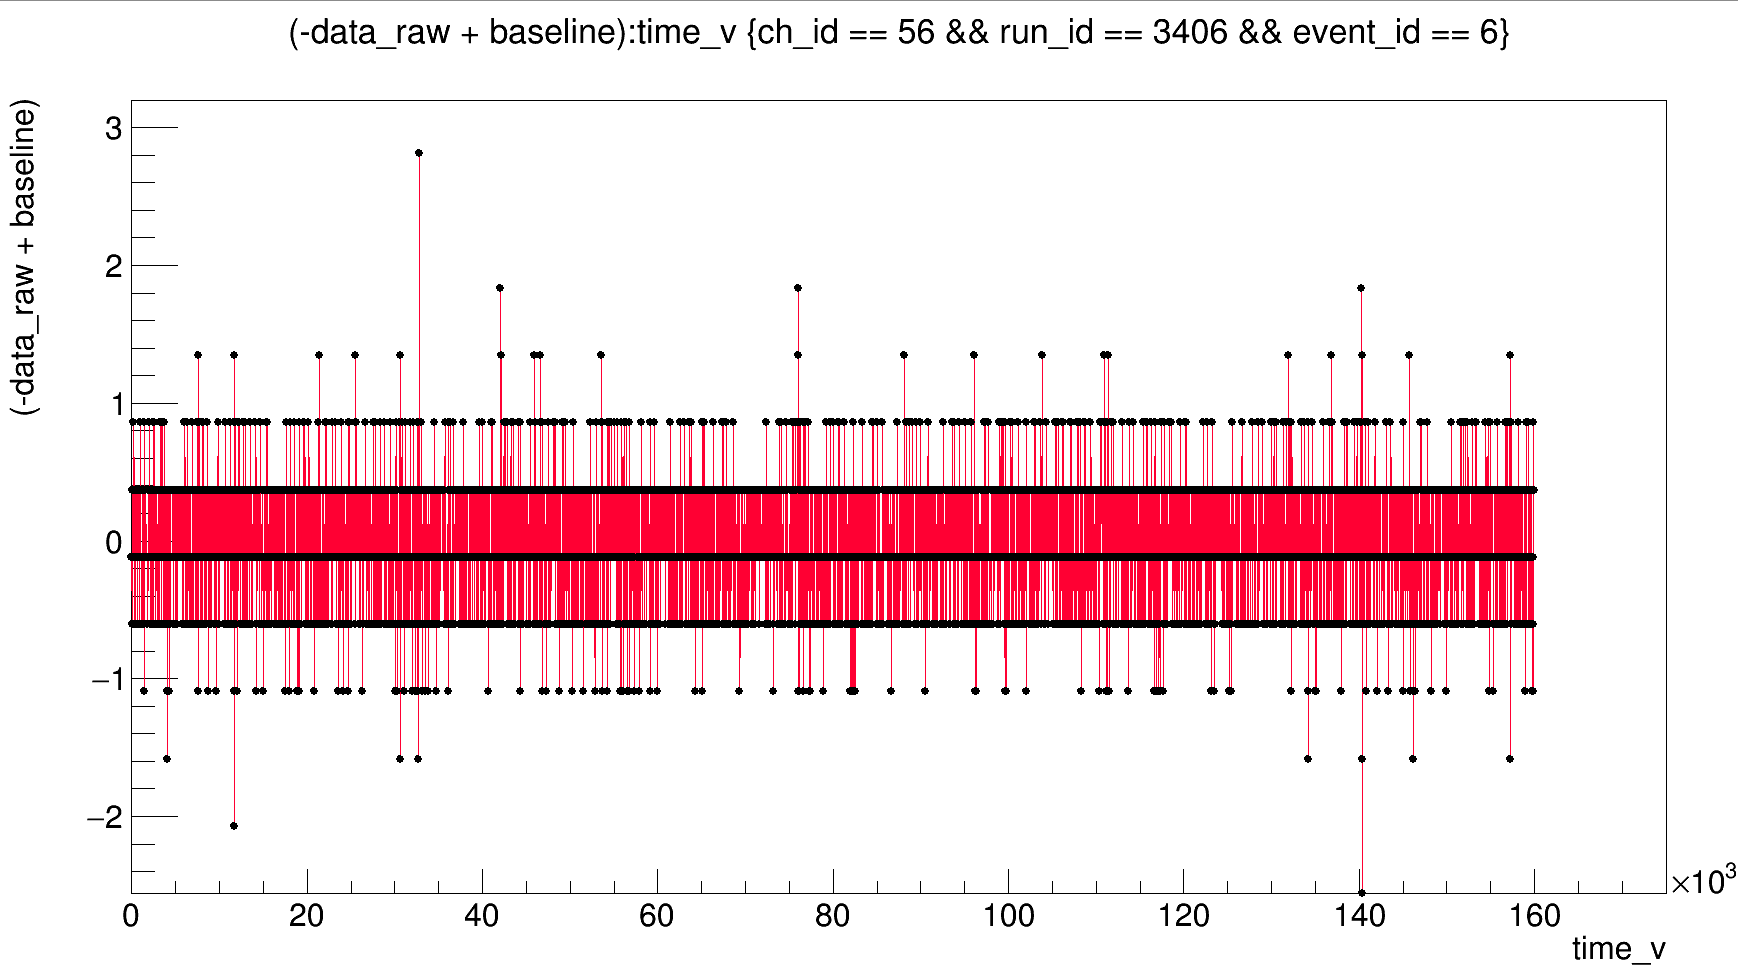 (-data_raw + baseline):time_v {ch_id == 56 && run_id == 3406 && event_id == 6}
(-data_raw + baseline)
3
2
1
0
−1
−2
0 20 40 60 80 100 120 140 160
×10³
time_v